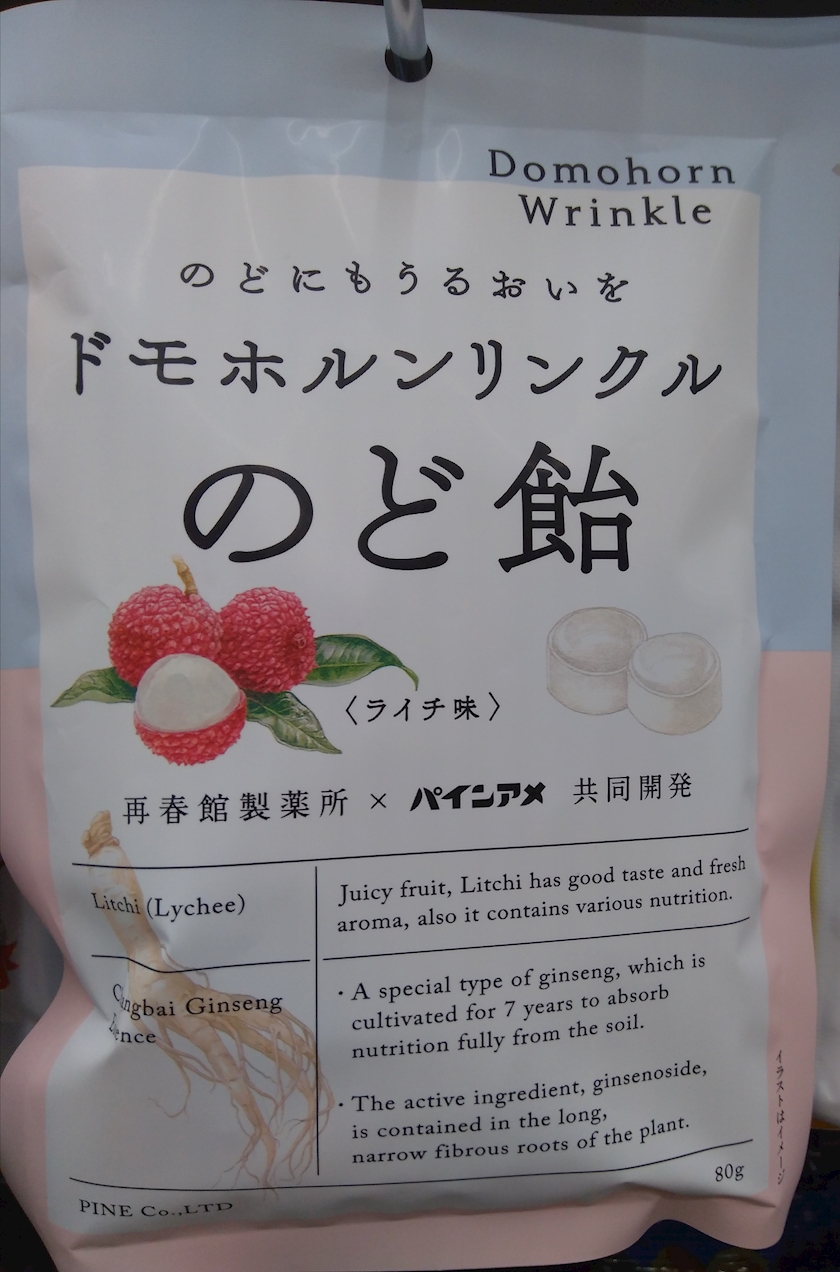 Domohorn
Wrinkle
のどにもうるおいを
ドモホルンリンクル
のど飴
〈ライチ味〉
再春館製薬所 × パインアメ 共同開発
Litchi (Lychee)
Juicy fruit, Litchi has good taste and fresh
aroma, also it contains various nutrition.
Ginseng
・A special type of ginseng, which is
cultivated for 7 years to absorb
nutrition fully from the soil.
・The active ingredient, ginsenoside,
is contained in the long,
narrow fibrous roots of the plant.
イラストはイメージ
80g
PINE Co.,LTD